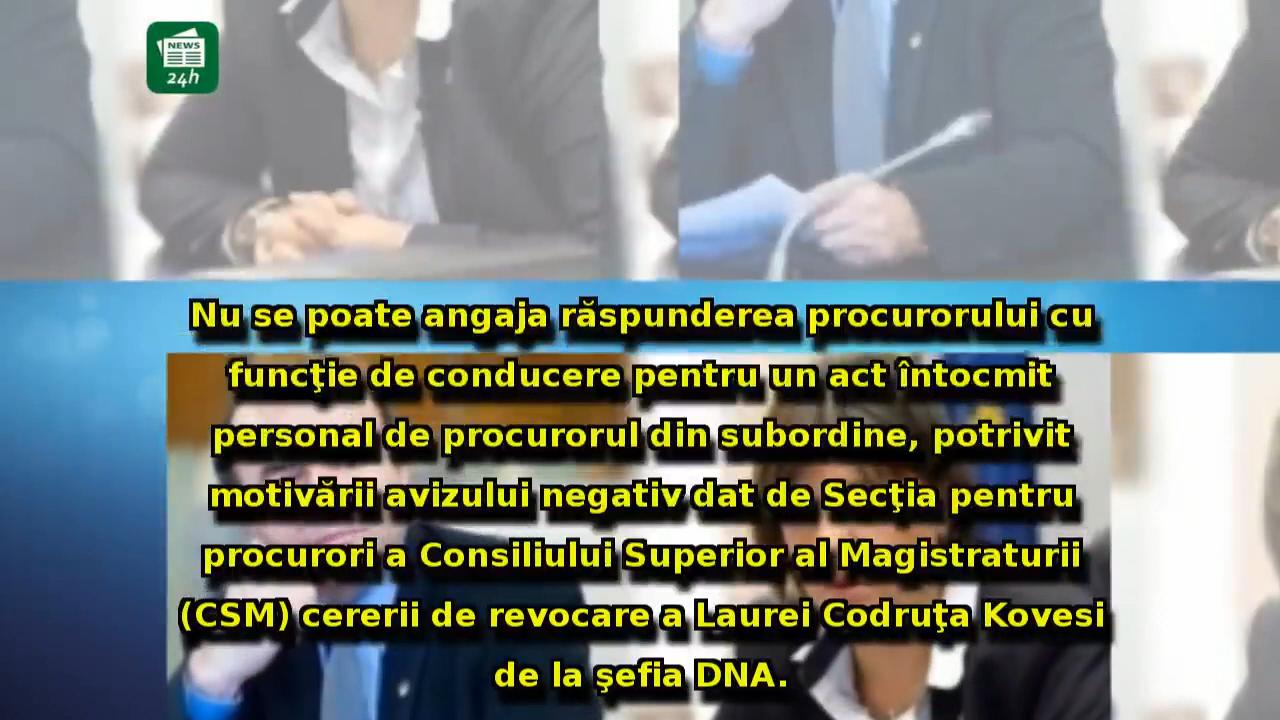 NEWS
24h
Nu se poate angaja răspunderea procurorului cu
funcţie de conducere pentru un act întocmit
personal de procurorul din subordine, potrivit
motivării avizului negativ dat de Secţia pentru
procurori a Consiliului Superior al Magistraturii
(CSM) cererii de revocare a Laurei Codruţa Kovesi
de la şefia DNA.